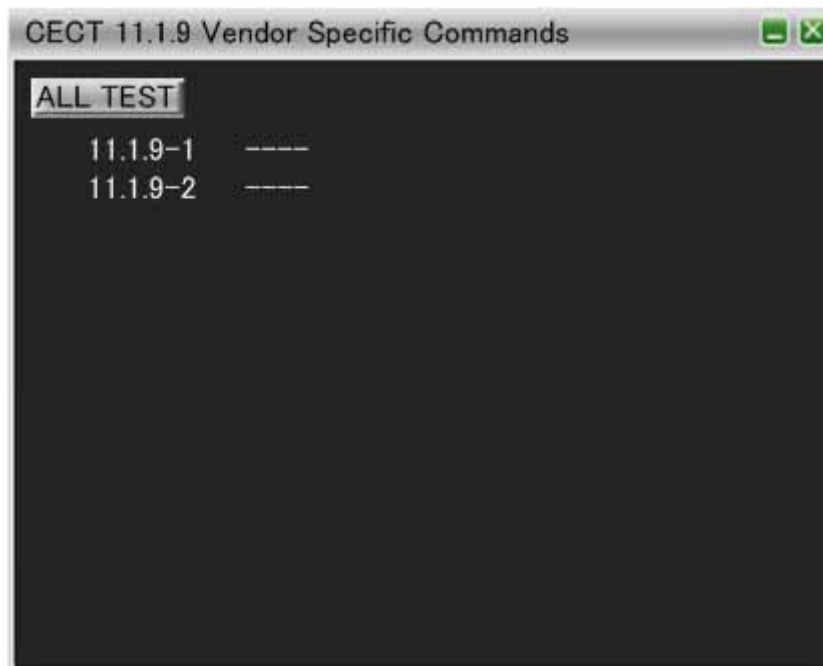 CECT 11.1.9 Vendor Specific Commands
ALL TEST
11.1.9-1 ----
11.1.9-2 ----